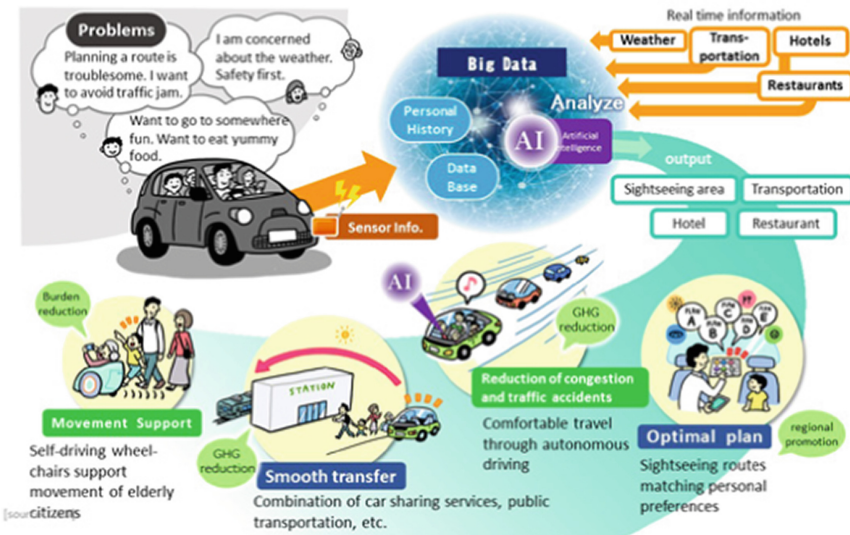 Problems
Planning a route is
troublesome. I want
to avoid traffic jam.
I am concerned
about the weather.
Safety first.
Want to go to somewhere
fun. Want to eat yummy
food.
Sensor Info.
Big Data
Personal
History
Data
Base
Analyze
AI
Artificial
Real time information
Weather
Trans-
portation
Hotels
Restaurants
output
Sightseeing area
Transportation
Hotel
Restaurant
Burden
reduction
Movement Support
Self-driving wheel-
chairs support
movement of elderly
citizens
STATION
GHG
reduction
Smooth transfer
Combination of car sharing services, public
transportation, etc.
AI
GHG
reduction
Reduction of congestion
and traffic accidents
Comfortable travel
through autonomous
driving
PLAN
A
PLAN
B
PLAN
C
PLAN
D
PLAN
E
Optimal plan
regional
promotion
Sightseeing routes
matching personal
preferences